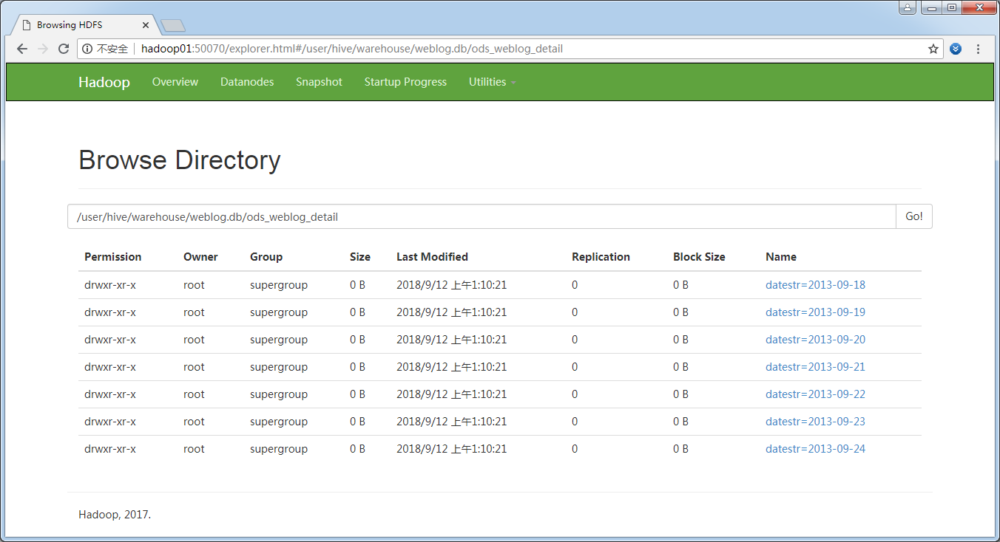 Browsing HDFS
不安全 hadoop01:50070/explorer.html#/user/hive/warehouse/weblog.db/ods_weblog_detail
Hadoop Overview Datanodes Snapshot Startup Progress Utilities
Browse Directory
/user/hive/warehouse/weblog.db/ods_weblog_detail Go!
Permission Owner Group Size Last Modified Replication Block Size Name
drwxr-xr-x root supergroup 0 B 2018/9/12 上午1:10:21 0 0 B datestr=2013-09-18
drwxr-xr-x root supergroup 0 B 2018/9/12 上午1:10:21 0 0 B datestr=2013-09-19
drwxr-xr-x root supergroup 0 B 2018/9/12 上午1:10:21 0 0 B datestr=2013-09-20
drwxr-xr-x root supergroup 0 B 2018/9/12 上午1:10:21 0 0 B datestr=2013-09-21
drwxr-xr-x root supergroup 0 B 2018/9/12 上午1:10:21 0 0 B datestr=2013-09-22
drwxr-xr-x root supergroup 0 B 2018/9/12 上午1:10:21 0 0 B datestr=2013-09-23
drwxr-xr-x root supergroup 0 B 2018/9/12 上午1:10:21 0 0 B datestr=2013-09-24
Hadoop, 2017.